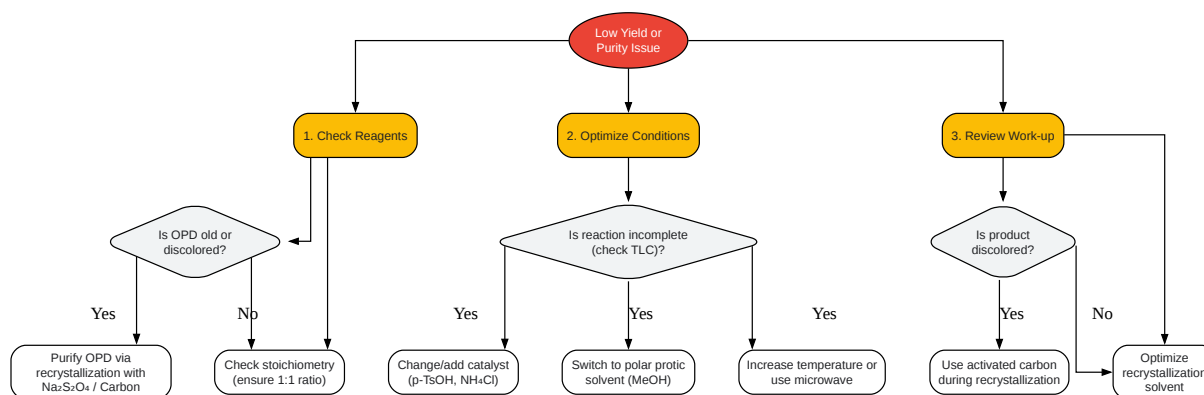 Low Yield or
Purity Issue
1. Check Reagents
2. Optimize Conditions
3. Review Work-up
Is OPD old or
discolored?
Is reaction incomplete
(check TLC)?
Is product
discolored?
Yes
No
Yes
Yes
Yes
Yes
No
Purify OPD via
recrystallization with
Na₂S₂O₄ / Carbon
Check stoichiometry
(ensure 1:1 ratio)
Change/add catalyst
(p-TsOH, NH₄Cl)
Switch to polar protic
solvent (MeOH)
Increase temperature or
use microwave
Use activated carbon
during recrystallization
Optimize
recrystallization
solvent